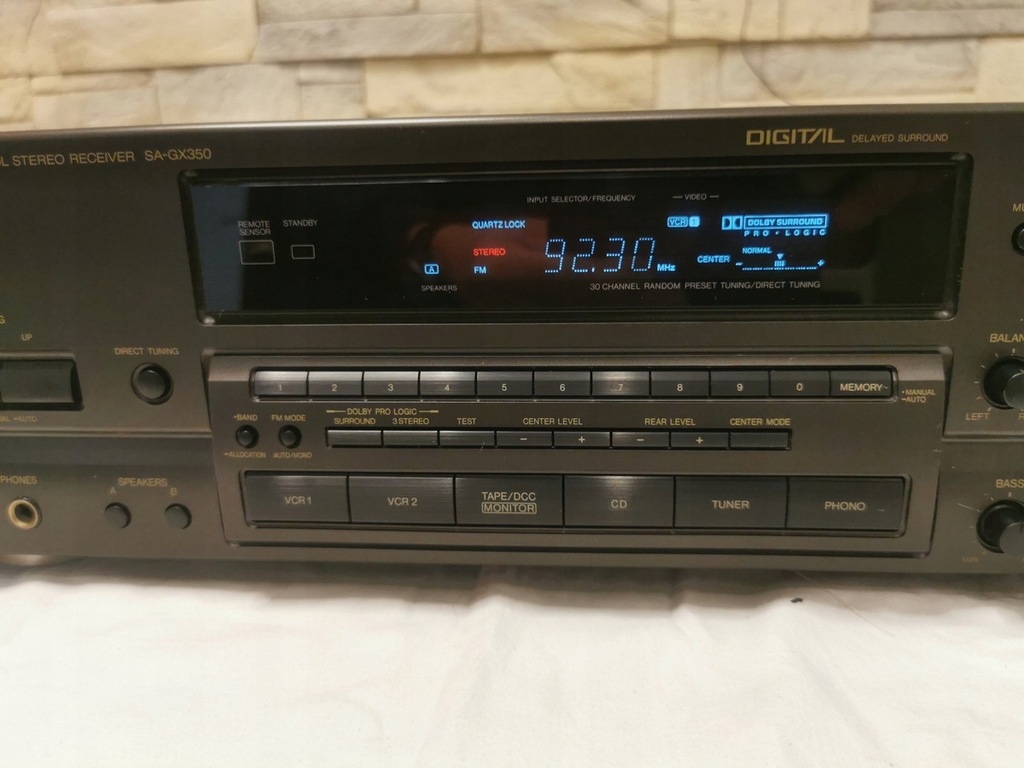 L STEREO RECEIVER SA-GX350
DIGITAL DELAYED SURROUND
INPUT SELECTOR/FREQUENCY
VIDEO
REMOTE
SENSOR
STANDBY
QUARTZ LOCK
VCR 1
DOLBY SURROUND
PRO · LOGIC
STEREO
FM
92.30 MHz
NORMAL
CENTER - +
A
SPEAKERS
30 CHANNEL RANDOM PRESET TUNING/DIRECT TUNING
G
UP
DIRECT TUNING
-AUTO
BALAN
LEFT
1 2 3 4 5 6 7 8 9 0 MEMORY
-MANUAL
-AUTO
-BAND
-ALLOCATION
FM MODE
AUTO/MONO
DOLBY PRO LOGIC
SURROUND 3 STEREO TEST CENTER LEVEL REAR LEVEL CENTER MODE
- + - +
PHONES
SPEAKERS
A B
VCR 1
VCR 2
TAPE/DCC
MONITOR
CD
TUNER
PHONO
BASS